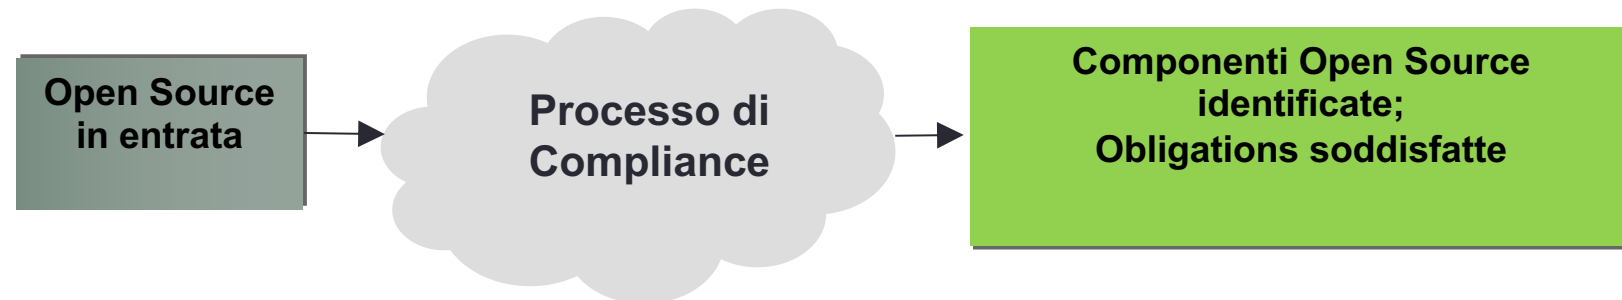 Open Source
in entrata
Processo di
Compliance
Componenti Open Source
identificate;
Obligations soddisfatte